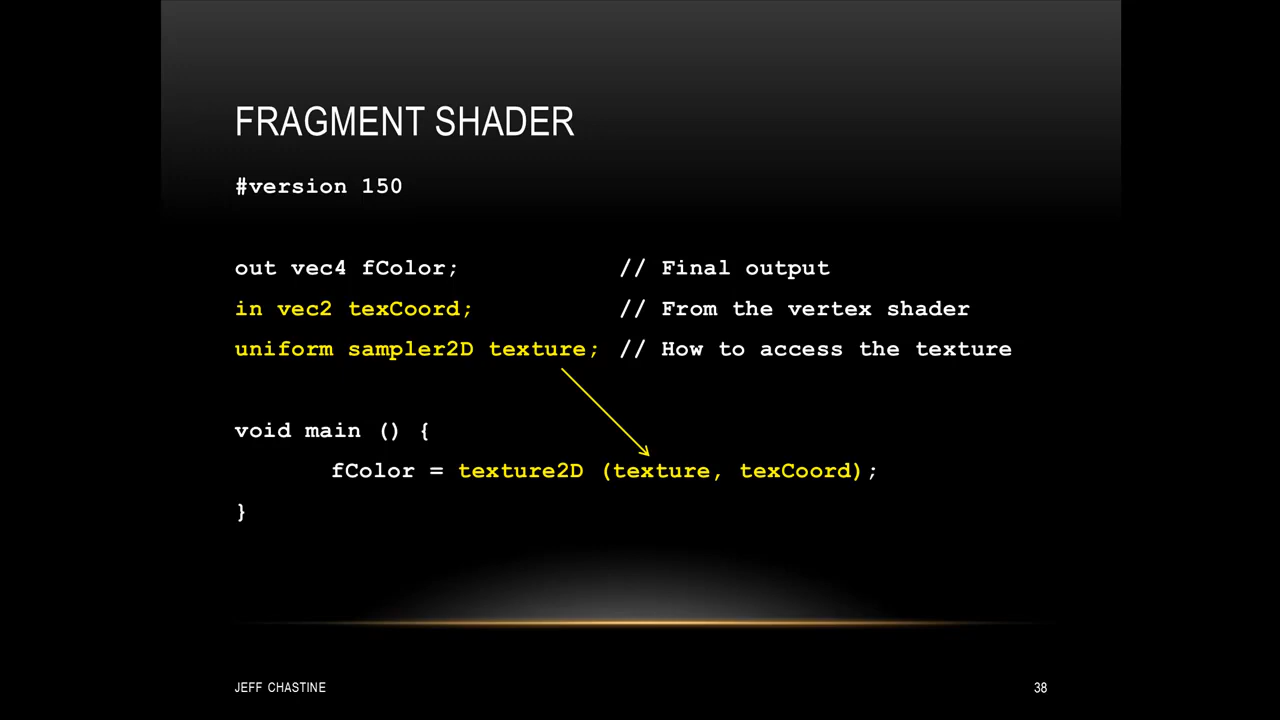 FRAGMENT SHADER
#version 150
out vec4 fColor; // Final output
in vec2 texCoord; // From the vertex shader
uniform sampler2D texture; // How to access the texture
void main () {
fColor = texture2D (texture, texCoord);
}
JEFF CHASTINE 38